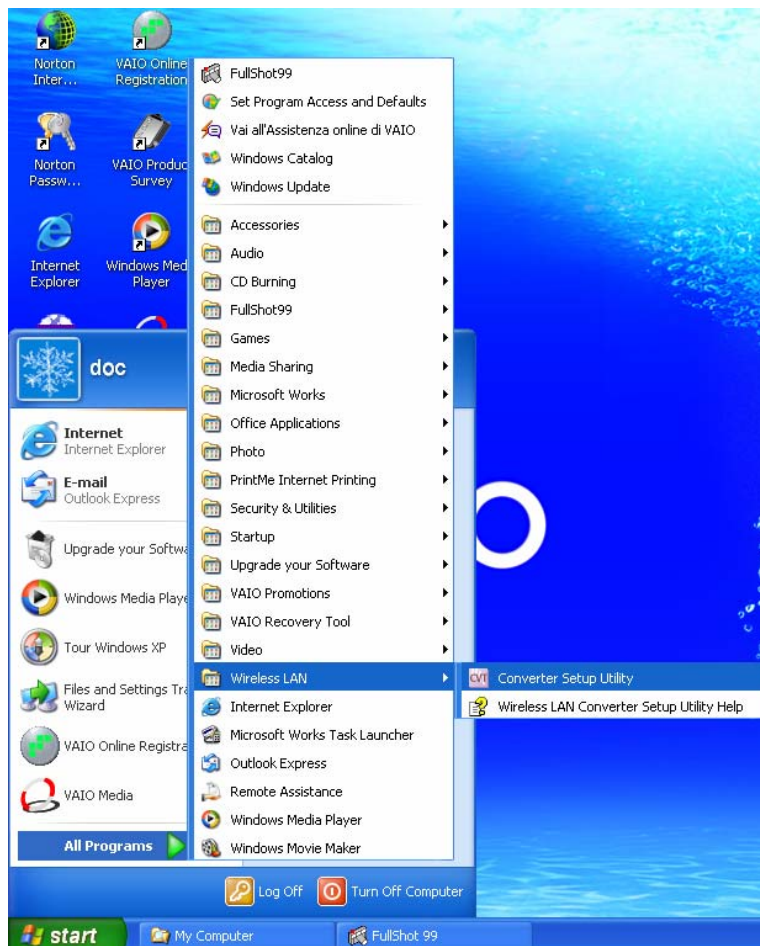 Norton Inter...
VAIO Online Registration
Norton Passw...
VAIO Produc
Survey
Internet Explorer
Windows Med
Player
doc
Internet
Internet Explorer
E-mail
Outlook Express
Upgrade your Softwa
Windows Media Playe
Tour Windows XP
Files and Settings Tra
Wizard
VAIO Online Registra
VAIO Media
All Programs
FullShot99
Set Program Access and Defaults
Vai all'Assistenza online di VAIO
Windows Catalog
Windows Update
Accessories
Audio
CD Burning
FullShot99
Games
Media Sharing
Microsoft Works
Office Applications
Photo
PrintMe Internet Printing
Security & Utilities
Startup
Upgrade your Software
VAIO Promotions
VAIO Recovery Tool
Video
Wireless LAN
Internet Explorer
Microsoft Works Task Launcher
Outlook Express
Remote Assistance
Windows Media Player
Windows Movie Maker
CVT Converter Setup Utility
Wireless LAN Converter Setup Utility Help
Log Off
Turn Off Computer
start
My Computer
FullShot 99